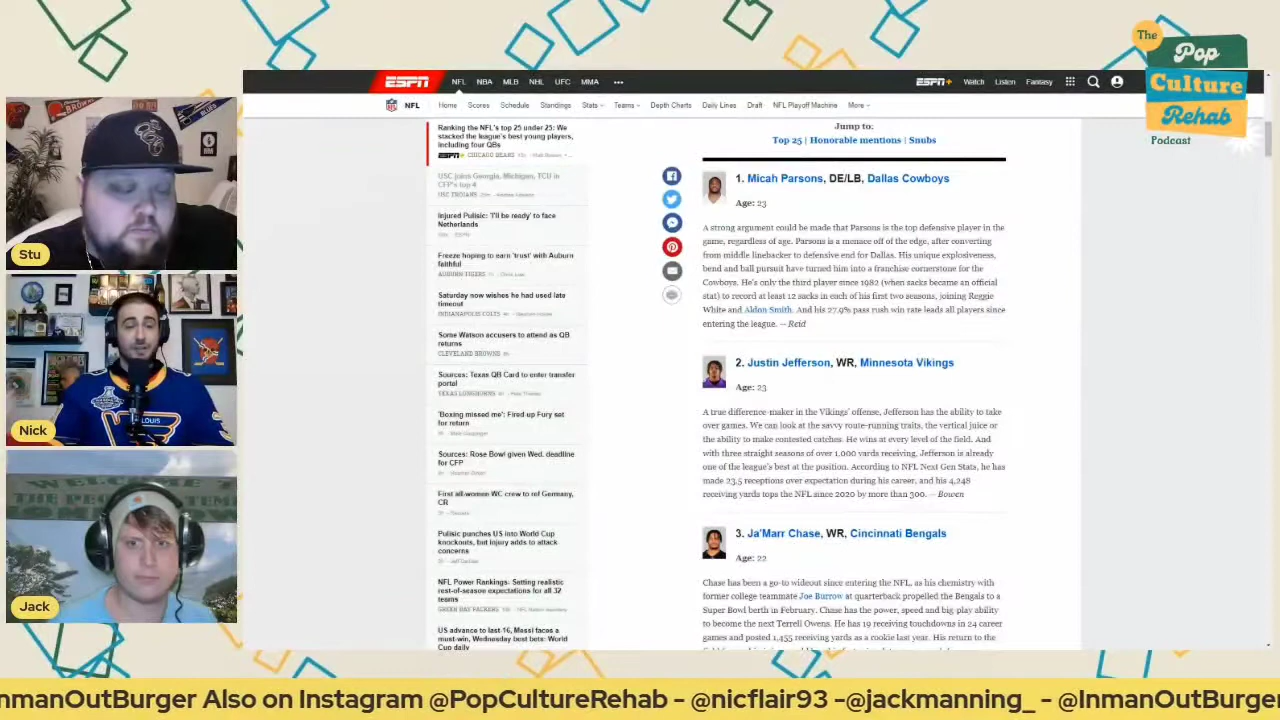 The
Pop
Culture
Rehab
Podcast
ESPN
NFL
NBA
MLB
NHL
UFC
MMA
ESPN+
Watch
Listen
Fantasy
NFL
Home
Scores
Schedule
Standings
Stats
Teams
Depth Charts
Daily Lines
Draft
NFL Playoff Machine
More
Stu
BROWNS
BLUES
Nick
LOUIS
Jack
Ranking the NFL's top 25 under 25: We
stacked the league's best young players,
including four QBs
ESPN+ CHICAGO BEARS
USC joins Georgia, Michigan, TCU in
CFP's top 4
USC TROJANS
Injured Pulisic: 'I'll be ready' to face
Netherlands
Freeze hoping to earn 'trust' with Auburn
faithful
AUBURN TIGERS
Saturday now wishes he had used late
timeout
INDIANAPOLIS COLTS
Some Watson accusers to attend as QB
returns
CLEVELAND BROWNS
Sources: Texas QB Card to enter transfer
portal
TEXAS LONGHORNS
'Boxing missed me': Fired up Fury set
for return
Sources: Rose Bowl given Wed. deadline
for CFP
First all-women WC crew to ref Germany,
CR
Pulisic punches US into World Cup
knockouts, but injury adds to attack
concerns
NFL Power Rankings: Setting realistic
rest-of-season expectations for all 32
teams
GREEN BAY PACKERS
US advance to last-16, Messi faces a
must-win, Wednesday best bets: World
Cup daily
Jump to:
Top 25 | Honorable mentions | Snubs
1. Micah Parsons, DE/LB, Dallas Cowboys
Age: 23
A strong argument could be made that Parsons is the top defensive player in the
game, regardless of age. Parsons is a menace off of the edge, after converting
from middle linebacker to defensive end for Dallas. His unique explosiveness,
bend and ball pursuit have turned him into a franchise cornerstone for the
Cowboys. He's only the third player since 1982 (when sacks became an official
stat) to record at least 12 sacks in each of his first two seasons, joining Reggie
White and Aldon Smith. And his 27.9% pass rush win rate leads all players since
entering the league. -- Reid
2. Justin Jefferson, WR, Minnesota Vikings
Age: 23
A true difference-maker in the Vikings' offense, Jefferson has the ability to take
over games. We can look at the savvy route-running traits, the vertical juice or
the ability to make contested catches. He wins at every level of the field. And
with three straight seasons of over 1,000 yards receiving, Jefferson is already
one of the league's best at the position. According to NFL Next Gen Stats, he has
made 23.5 receptions over expectation during his career, and his 4,248
receiving yards tops the NFL since 2020 by more than 300. -- Bowen
3. Ja'Marr Chase, WR, Cincinnati Bengals
Age: 22
Chase has been a go-to wideout since entering the NFL, as his chemistry with
former college teammate Joe Burrow at quarterback propelled the Bengals to a
Super Bowl berth in February. Chase has the power, speed and big-play ability
to become the next Terrell Owens. He has 19 receiving touchdowns in 24 career
games and posted 1,455 receiving yards as a rookie last year. His return to the
nmanOutBurger Also on Instagram @PopCultureRehab - @nicflair93 -@jackmanning_ - @InmanOutBurger